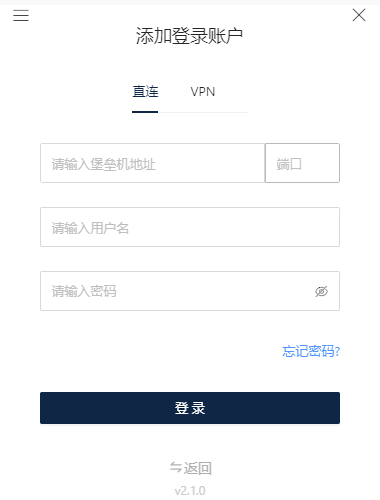 添加登录账户
直连 VPN
请输入堡垒机地址 端口
请输入用户名
请输入密码
忘记密码?
登 录
返回
v2.1.0